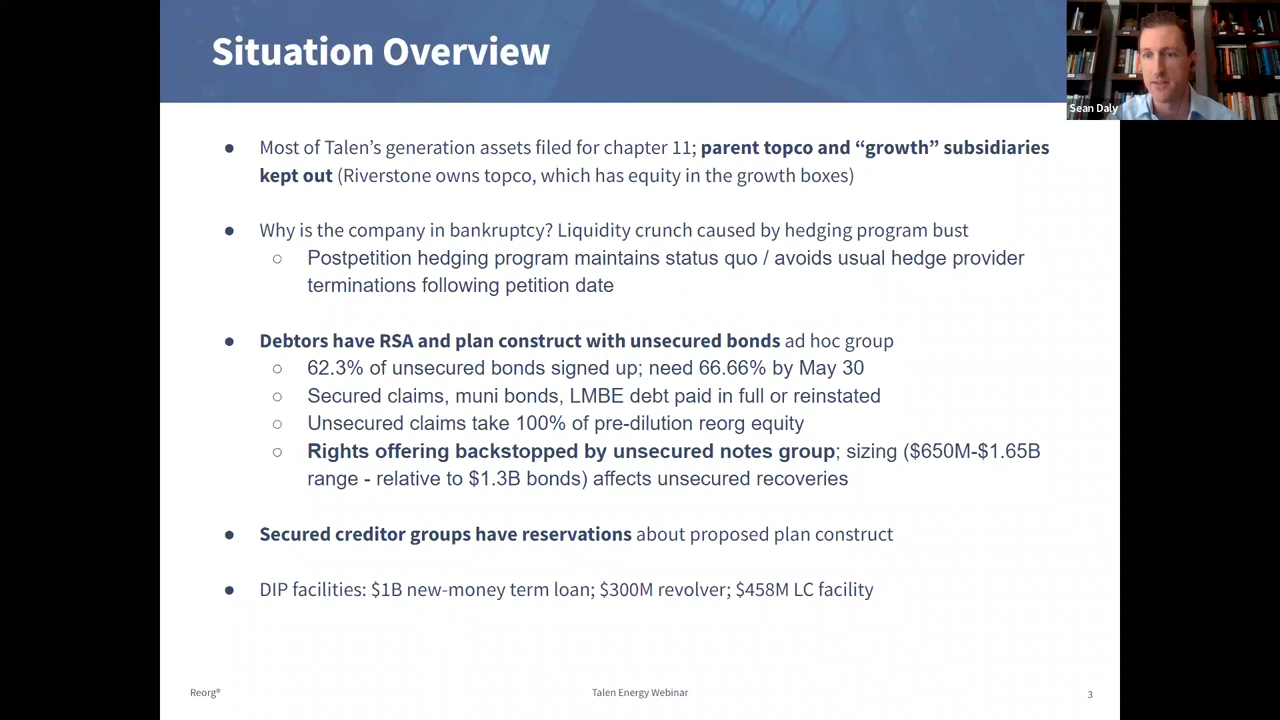 Situation Overview
Sean Daly
● Most of Talen’s generation assets filed for chapter 11; parent topco and “growth” subsidiaries
kept out (Riverstone owns topco, which has equity in the growth boxes)
● Why is the company in bankruptcy? Liquidity crunch caused by hedging program bust
○ Postpetition hedging program maintains status quo / avoids usual hedge provider
terminations following petition date
● Debtors have RSA and plan construct with unsecured bonds ad hoc group
○ 62.3% of unsecured bonds signed up; need 66.66% by May 30
○ Secured claims, muni bonds, LMBE debt paid in full or reinstated
○ Unsecured claims take 100% of pre-dilution reorg equity
○ Rights offering backstopped by unsecured notes group; sizing ($650M-$1.65B
range - relative to $1.3B bonds) affects unsecured recoveries
● Secured creditor groups have reservations about proposed plan construct
● DIP facilities: $1B new-money term loan; $300M revolver; $458M LC facility
Reorg®
Talen Energy Webinar
3